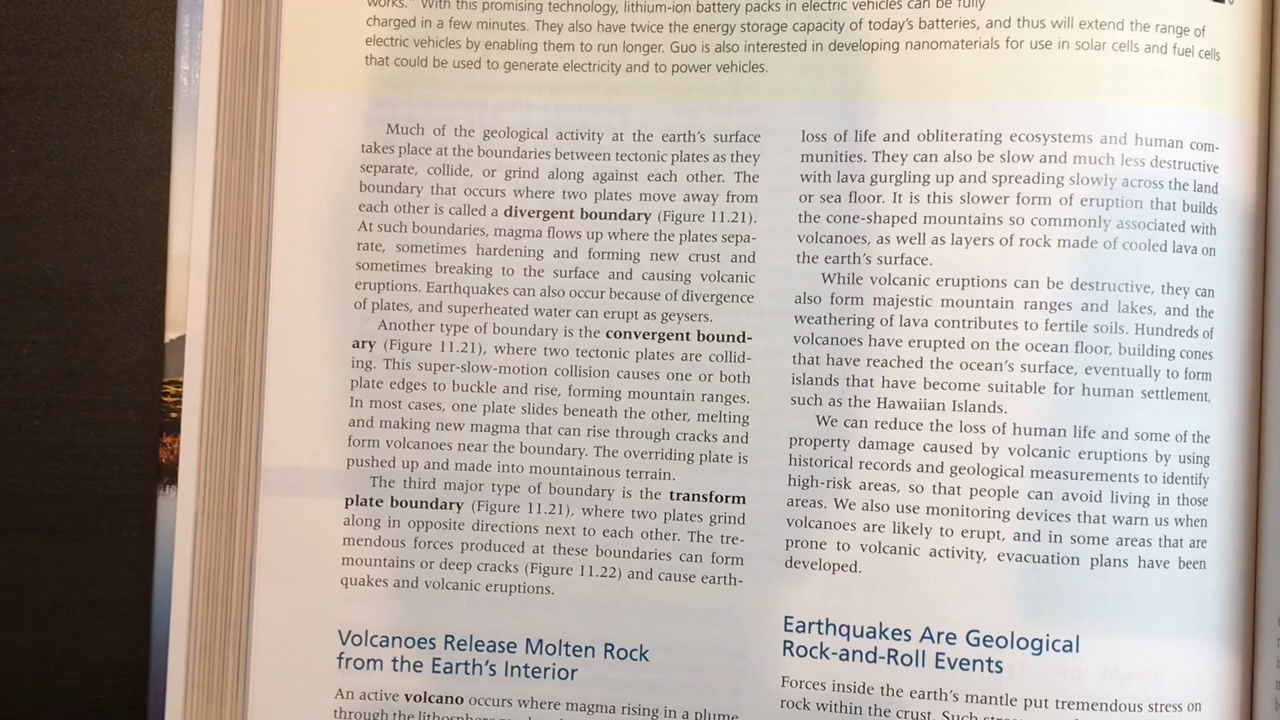 works." With this promising technology, lithium-ion battery packs in electric vehicles can be fully
charged in a few minutes. They also have twice the energy storage capacity of today's batteries, and thus will extend the range of
electric vehicles by enabling them to run longer. Guo is also interested in developing nanomaterials for use in solar cells and fuel cells
that could be used to generate electricity and to power vehicles.
Much of the geological activity at the earth's surface
takes place at the boundaries between tectonic plates as they
separate, collide, or grind along against each other. The
boundary that occurs where two plates move away from
each other is called a divergent boundary (Figure 11.21).
At such boundaries, magma flows up where the plates sepa-
rate, sometimes hardening and forming new crust and
sometimes breaking to the surface and causing volcanic
eruptions. Earthquakes can also occur because of divergence
of plates, and superheated water can erupt as geysers.
Another type of boundary is the convergent bound-
ary (Figure 11.21), where two tectonic plates are collid-
ing. This super-slow-motion collision causes one or both
plate edges to buckle and rise, forming mountain ranges.
In most cases, one plate slides beneath the other, melting
and making new magma that can rise through cracks and
form volcanoes near the boundary. The overriding plate is
pushed up and made into mountainous terrain.
The third major type of boundary is the transform
plate boundary (Figure 11.21), where two plates grind
along in opposite directions next to each other. The tre-
mendous forces produced at these boundaries can form
mountains or deep cracks (Figure 11.22) and cause earth-
quakes and volcanic eruptions.
Volcanoes Release Molten Rock
from the Earth's Interior
An active volcano occurs where magma rising in a plume
through the lithosphere
loss of life and obliterating ecosystems and human com-
munities. They can also be slow and much less destructive
with lava gurgling up and spreading slowly across the land
or sea floor. It is this slower form of eruption that builds
the cone-shaped mountains so commonly associated with
volcanoes, as well as layers of rock made of cooled lava on
the earth's surface.
While volcanic eruptions can be destructive, they can
also form majestic mountain ranges and lakes, and the
weathering of lava contributes to fertile soils. Hundreds of
volcanoes have erupted on the ocean floor, building cones
that have reached the ocean's surface, eventually to form
islands that have become suitable for human settlement,
such as the Hawaiian Islands.
We can reduce the loss of human life and some of the
property damage caused by volcanic eruptions by using
historical records and geological measurements to identify
high-risk areas, so that people can avoid living in those
areas. We also use monitoring devices that warn us when
volcanoes are likely to erupt, and in some areas that are
prone to volcanic activity, evacuation plans have been
developed.
Earthquakes Are Geological
Rock-and-Roll Events
Forces inside the earth's mantle put tremendous stress on
rock within the crust. Such